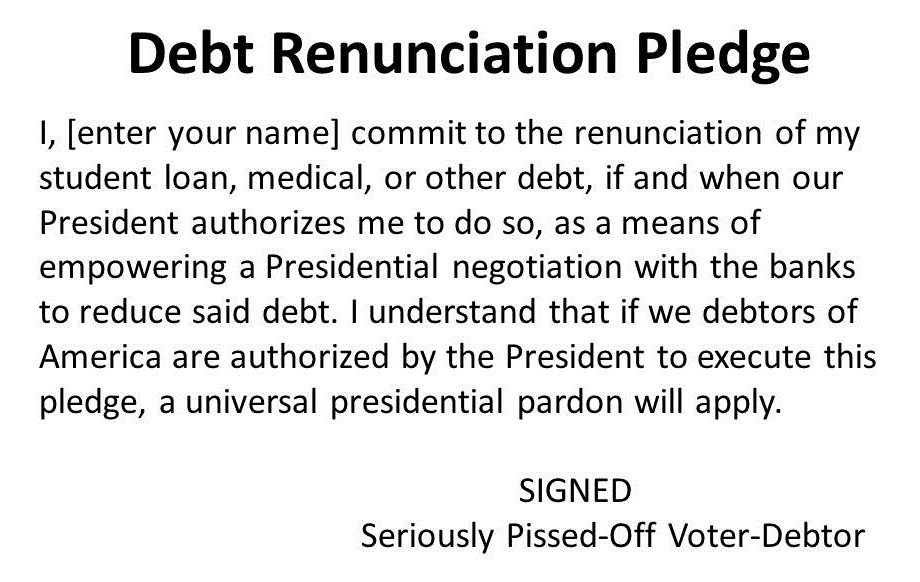 Debt Renunciation Pledge
I, [enter your name] commit to the renunciation of my
student loan, medical, or other debt, if and when our
President authorizes me to do so, as a means of
empowering a Presidential negotiation with the banks
to reduce said debt. I understand that if we debtors of
America are authorized by the President to execute this
pledge, a universal presidential pardon will apply.
SIGNED
Seriously Pissed-Off Voter-Debtor